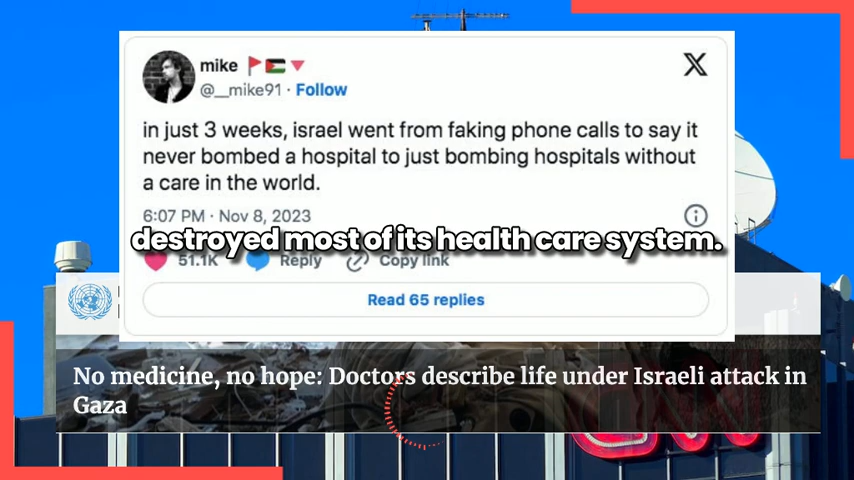 mike
@__mike91 · Follow
in just 3 weeks, israel went from faking phone calls to say it
never bombed a hospital to just bombing hospitals without
a care in the world.
6:07 PM · Nov 8, 2023
destroyed most of its health care system.
51.1K Reply Copy link
Read 65 replies
No medicine, no hope: Doctors describe life under Israeli attack in
Gaza